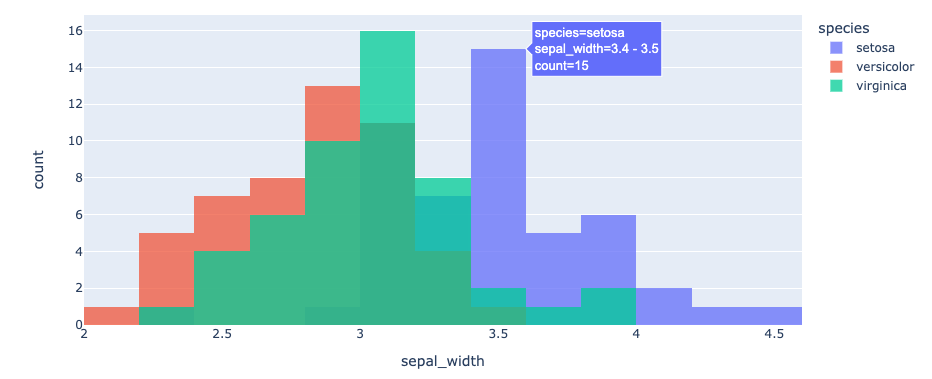 species
setosa
versicolor
virginica
species=setosa
sepal_width=3.4 - 3.5
count=15
16
14
12
10
8
6
4
2
0
count
2
2.5
3
3.5
4
4.5
sepal_width